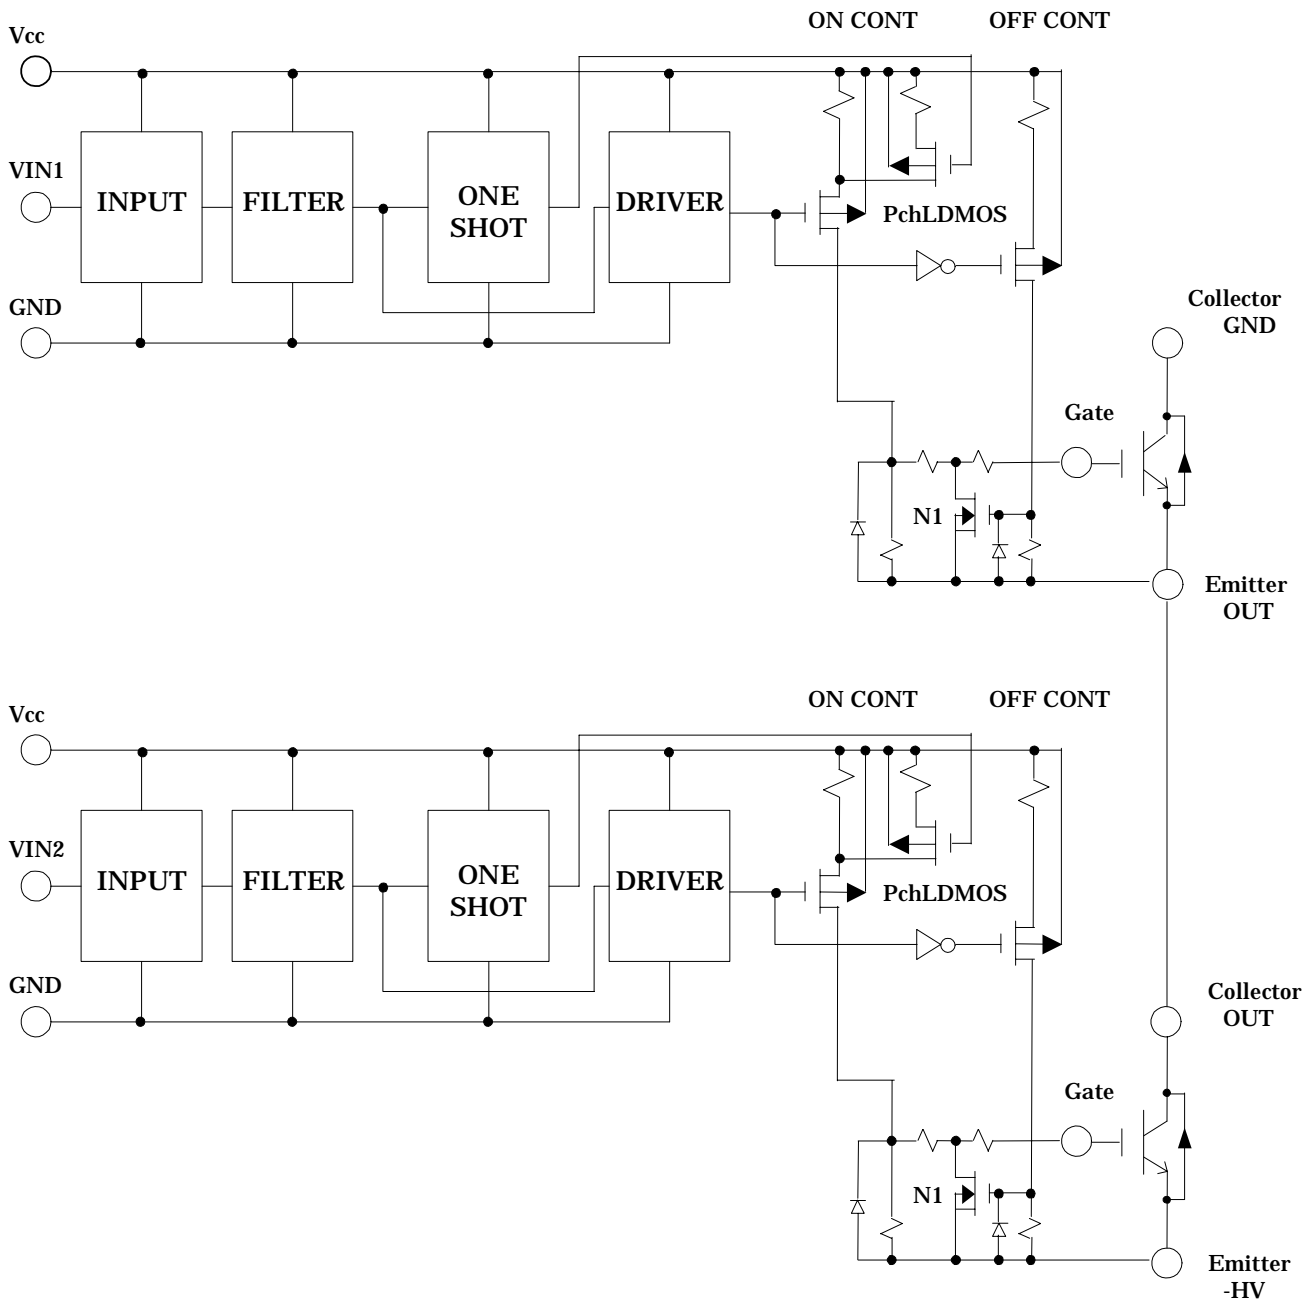 ON CONT
OFF CONT
Vcc
VIN1
INPUT
FILTER
ONE
SHOT
DRIVER
PchLDMOS
GND
Collector
GND
Gate
N1
Emitter
OUT
ON CONT
OFF CONT
Vcc
VIN2
INPUT
FILTER
ONE
SHOT
DRIVER
PchLDMOS
GND
Collector
OUT
Gate
N1
Emitter
-HV